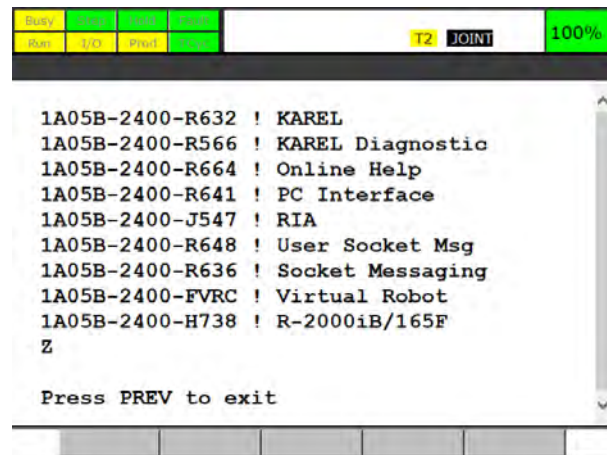 Busy
Run I/O Prod
T2 JOINT 100%
1A05B-2400-R632 ! KAREL
1A05B-2400-R566 ! KAREL Diagnostic
1A05B-2400-R664 ! Online Help
1A05B-2400-R641 ! PC Interface
1A05B-2400-J547 ! RIA
1A05B-2400-R648 ! User Socket Msg
1A05B-2400-R636 ! Socket Messaging
1A05B-2400-FVRC ! Virtual Robot
1A05B-2400-H738 ! R-2000iB/165F
Z
Press PREV to exit